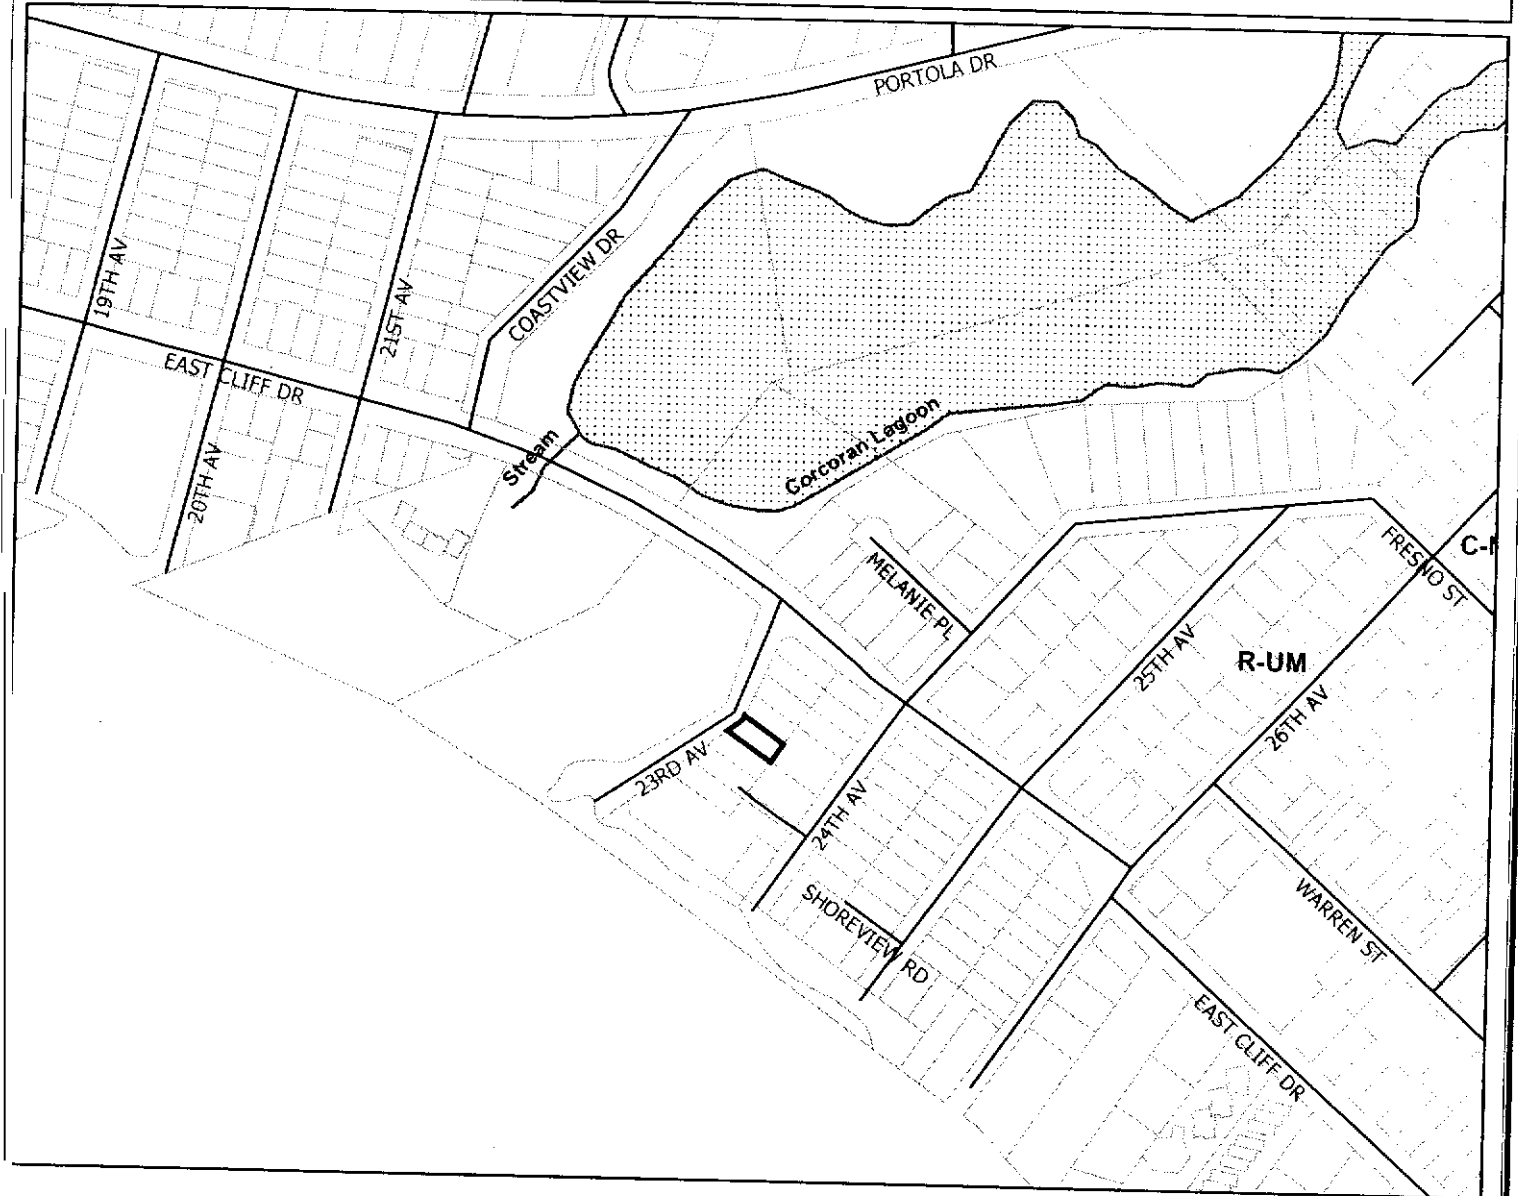 PORTOLA DR
19TH AV
21ST AV
COASTVIEW DR
EAST CLIFF DR
20TH AV
Stream
Corcoran Lagoon
MELANIE PL
FRESNO ST
R-UM
25TH AV
26TH AV
23RD AV
24TH AV
SHOREVIEW RD
WARREN ST
EAST CLIFF DR